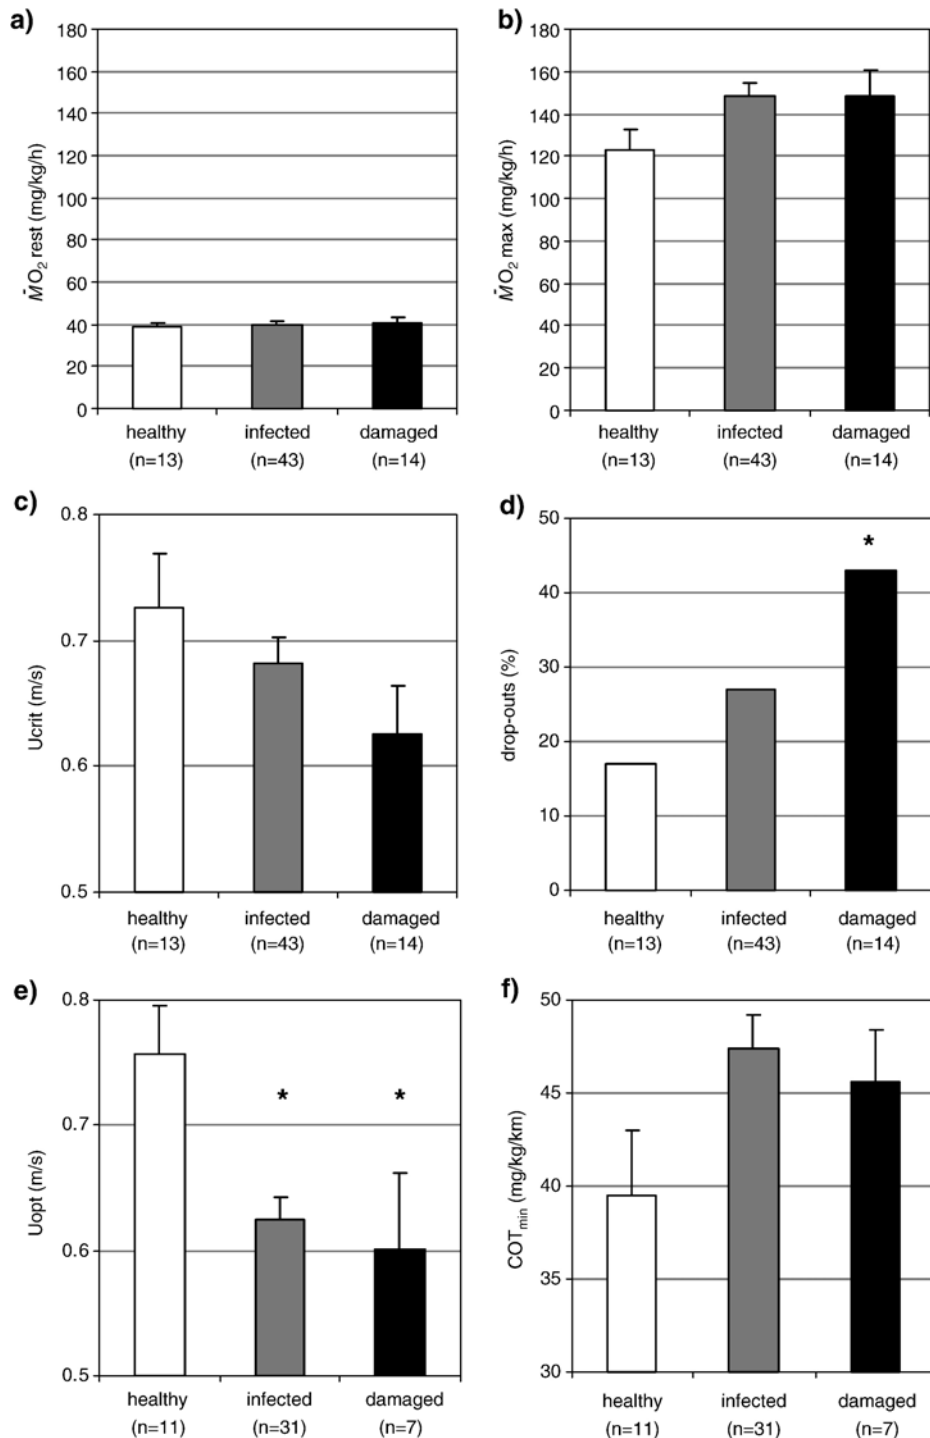 a)
180
160
140
120
100
80
60
40
20
0
ṀO₂ rest (mg/kg/h)
healthy infected damaged
(n=13) (n=43) (n=14)
b)
180
160
140
120
100
80
60
40
20
0
ṀO₂ max (mg/kg/h)
healthy infected damaged
(n=13) (n=43) (n=14)
c)
0.8
0.7
0.6
0.5
Ucrit (m/s)
healthy infected damaged
(n=13) (n=43) (n=14)
d)
50
40
30
20
10
0
drop-outs (%)
*
healthy infected damaged
(n=13) (n=43) (n=14)
e)
0.8
0.7
0.6
0.5
Uopt (m/s)
* *
healthy infected damaged
(n=11) (n=31) (n=7)
f)
50
45
40
35
30
COTmin (mg/kg/km)
healthy infected damaged
(n=11) (n=31) (n=7)